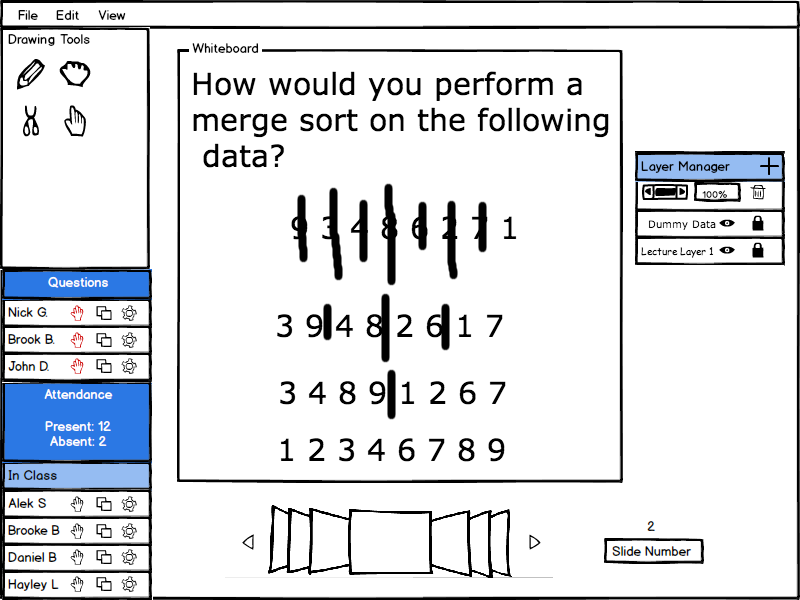 File Edit View
Drawing Tools
Whiteboard
How would you perform a
merge sort on the following
data?
9 3 4 8 6 2 7 1
3 9 4 8 2 6 1 7
3 4 8 9 1 2 6 7
1 2 3 4 6 7 8 9
Layer Manager
100%
Dummy Data
Lecture Layer 1
Questions
Nick G.
Brook B.
John D.
Attendance
Present: 12
Absent: 2
In Class
Alek S
Brooke B
Daniel B
Hayley L
2
Slide Number